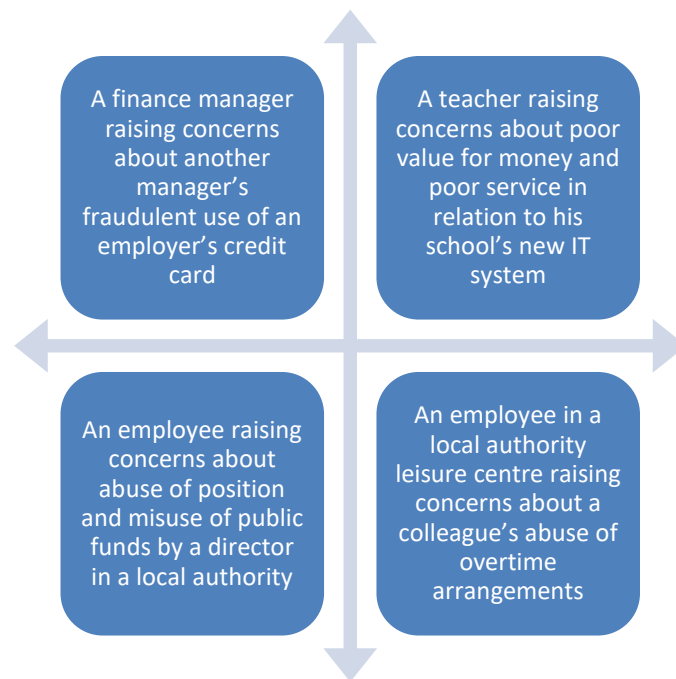 A finance manager
raising concerns
about another
manager’s
fraudulent use of an
employer’s credit
card
A teacher raising
concerns about poor
value for money and
poor service in
relation to his
school’s new IT
system
An employee raising
concerns about
abuse of position
and misuse of public
funds by a director
in a local authority
An employee in a
local authority
leisure centre raising
concerns about a
colleague’s abuse of
overtime
arrangements